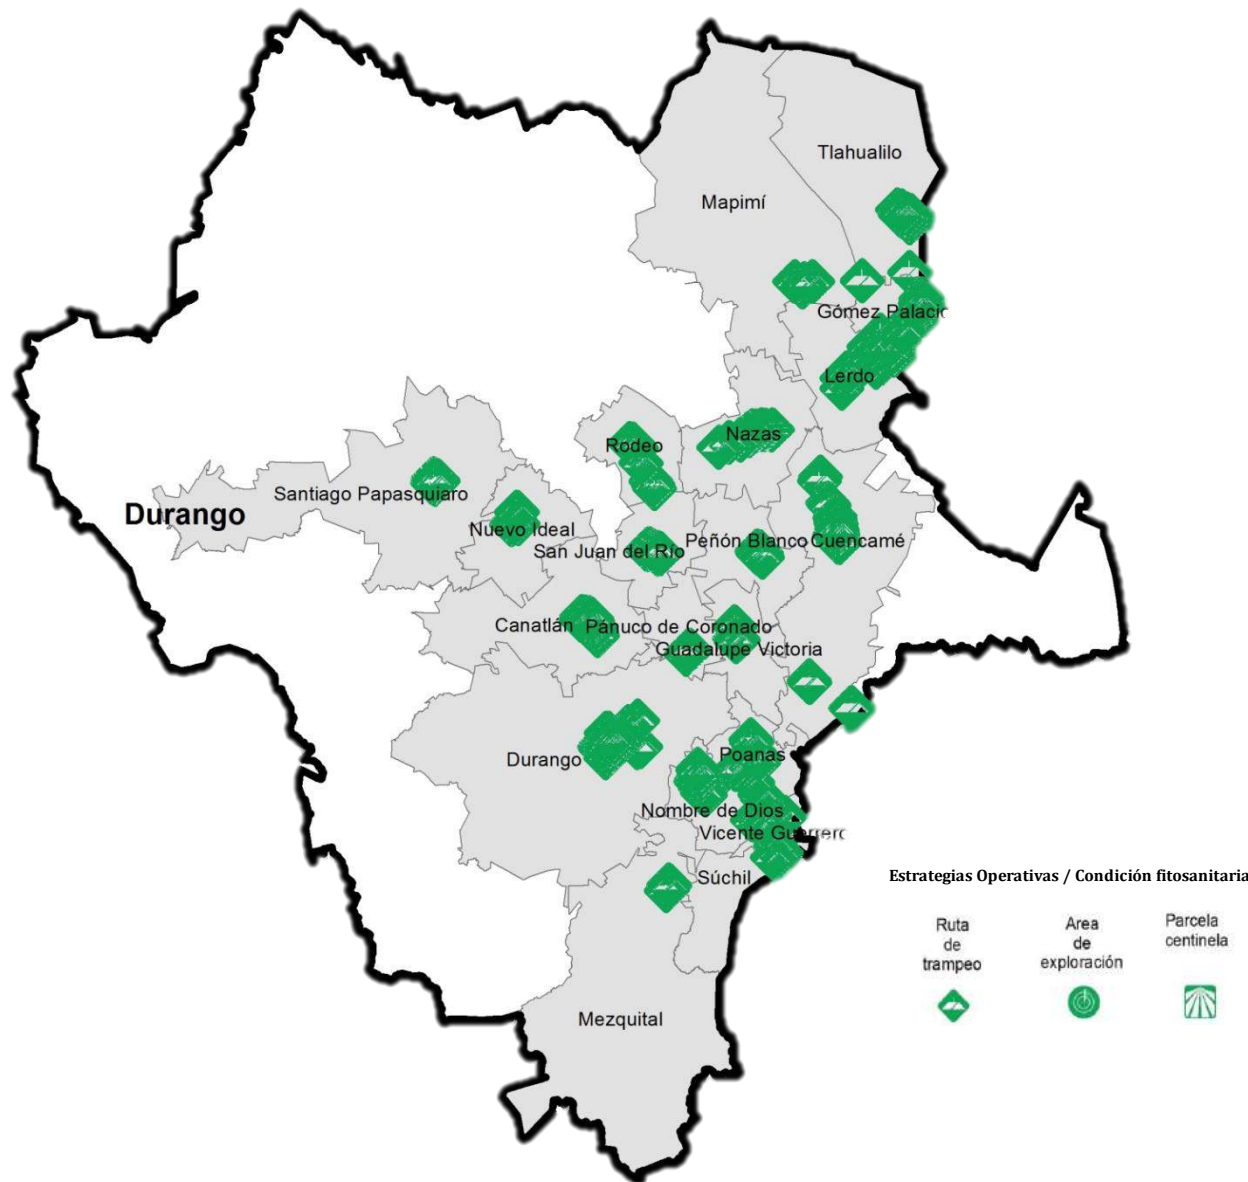 Tlahualilo
Mapimí
Gómez Palacio
Lerdo
Nazas
Rodeo
Santiago Papasquiaro
Durango
Nuevo Ideal
San Juan del Río
Peñón Blanco
Cuencamé
Canatlán
Pánuco de Coronado
Guadalupe Victoria
Durango
Poanas
Nombre de Dios
Vicente Guerrero
Súchil
Mezquital
Estrategias Operativas / Condición fitosanitaria
Ruta
de
trampeo
Area
de
exploración
Parcela
centinela